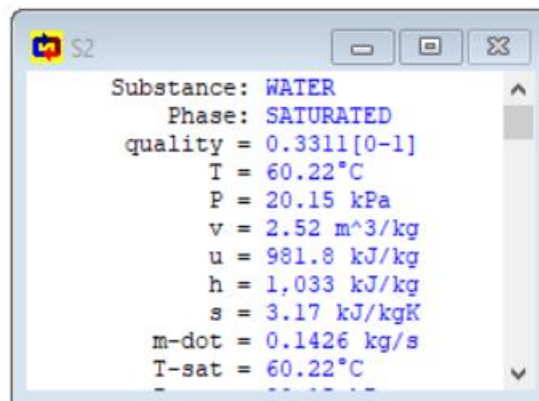 S2
Substance: WATER
Phase: SATURATED
quality = 0.3311[0-1]
T = 60.22°C
P = 20.15 kPa
v = 2.52 m^3/kg
u = 981.8 kJ/kg
h = 1,033 kJ/kg
s = 3.17 kJ/kgK
m-dot = 0.1426 kg/s
T-sat = 60.22°C